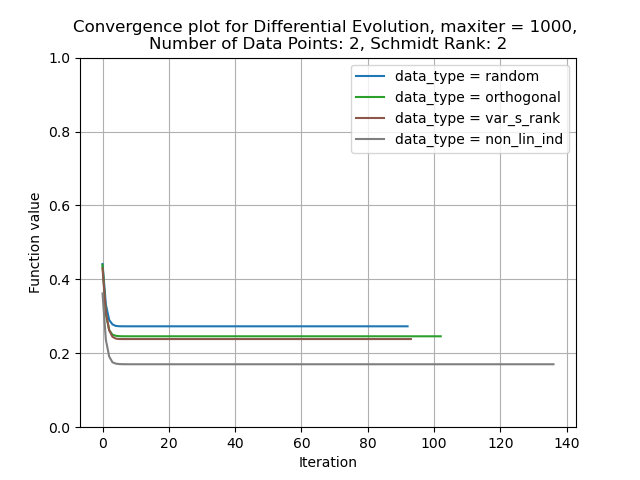 Convergence plot for Differential Evolution, maxiter = 1000,
Number of Data Points: 2, Schmidt Rank: 2
data_type = random
data_type = orthogonal
data_type = var_s_rank
data_type = non_lin_ind
Function value
1.0
0.8
0.6
0.4
0.2
0.0
0 20 40 60 80 100 120 140
Iteration